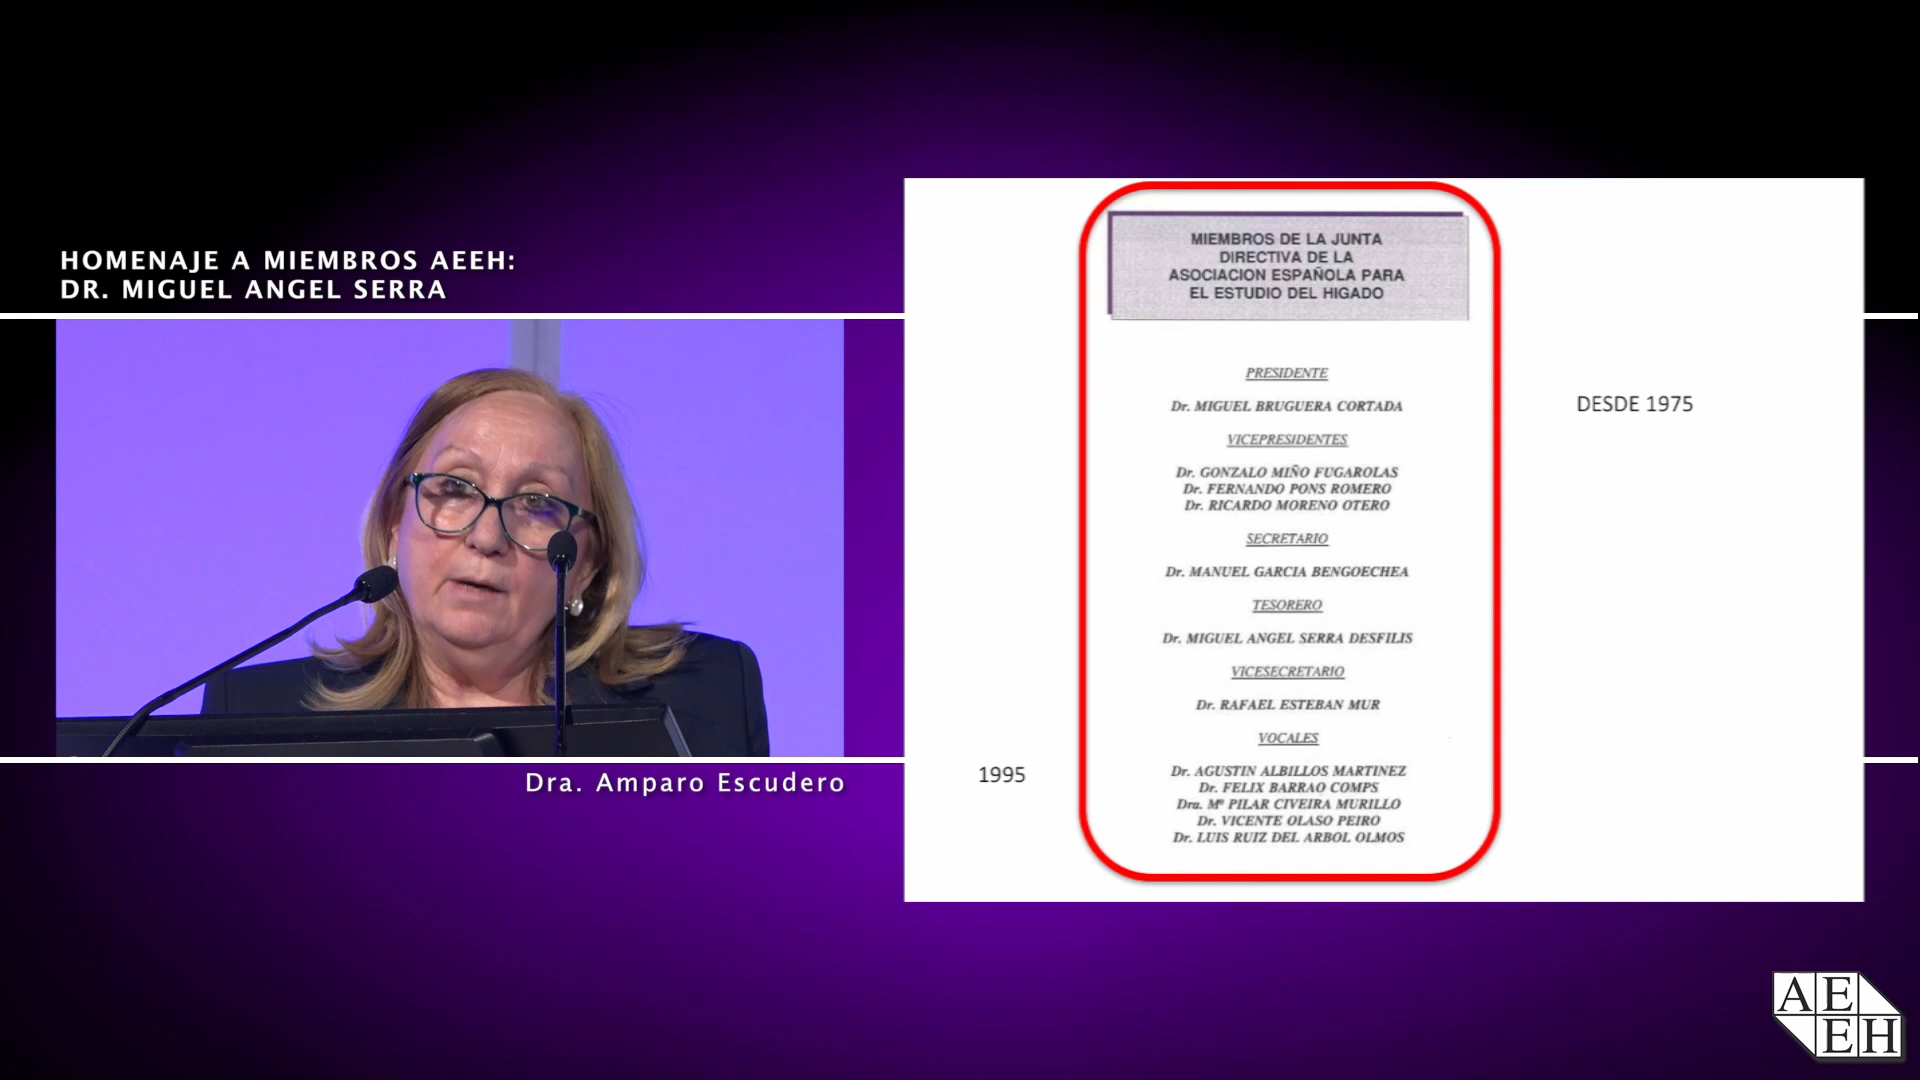 HOMENAJE A MIEMBROS AEEH:
DR. MIGUEL ANGEL SERRA
Dra. Amparo Escudero
MIEMBROS DE LA JUNTA
DIRECTIVA DE LA
ASOCIACION ESPAÑOLA PARA
EL ESTUDIO DEL HIGADO
PRESIDENTE
Dr. MIGUEL BRUGUERA CORTADA
DESDE 1975
VICEPRESIDENTES
Dr. GONZALO MIÑO FUGAROLAS
Dr. FERNANDO PONS ROMERO
Dr. RICARDO MORENO OTERO
SECRETARIO
Dr. MANUEL GARCIA BENGOECHEA
TESORERO
Dr. MIGUEL ANGEL SERRA DESFILIS
VICESECRETARIO
Dr. RAFAEL ESTEBAN MUR
VOCALES
1995
Dr. AGUSTIN ALBILLOS MARTINEZ
Dr. FELIX BARRAO COMPS
Dra. Mª PILAR CIVEIRA MURILLO
Dr. VICENTE OLASO PEIRO
Dr. LUIS RUIZ DEL ARBOL OLMOS
AE
EH